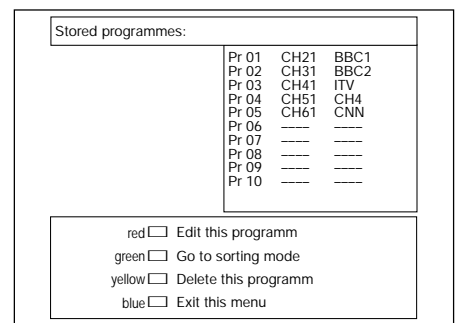 Stored programmes:
Pr 01 CH21 BBC1
Pr 02 CH31 BBC2
Pr 03 CH41 ITV
Pr 04 CH51 CH4
Pr 05 CH61 CNN
Pr 06 ---- ----
Pr 07 ---- ----
Pr 08 ---- ----
Pr 09 ---- ----
Pr 10 ---- ----
red Edit this programm
green Go to sorting mode
yellow Delete this programm
blue Exit this menu